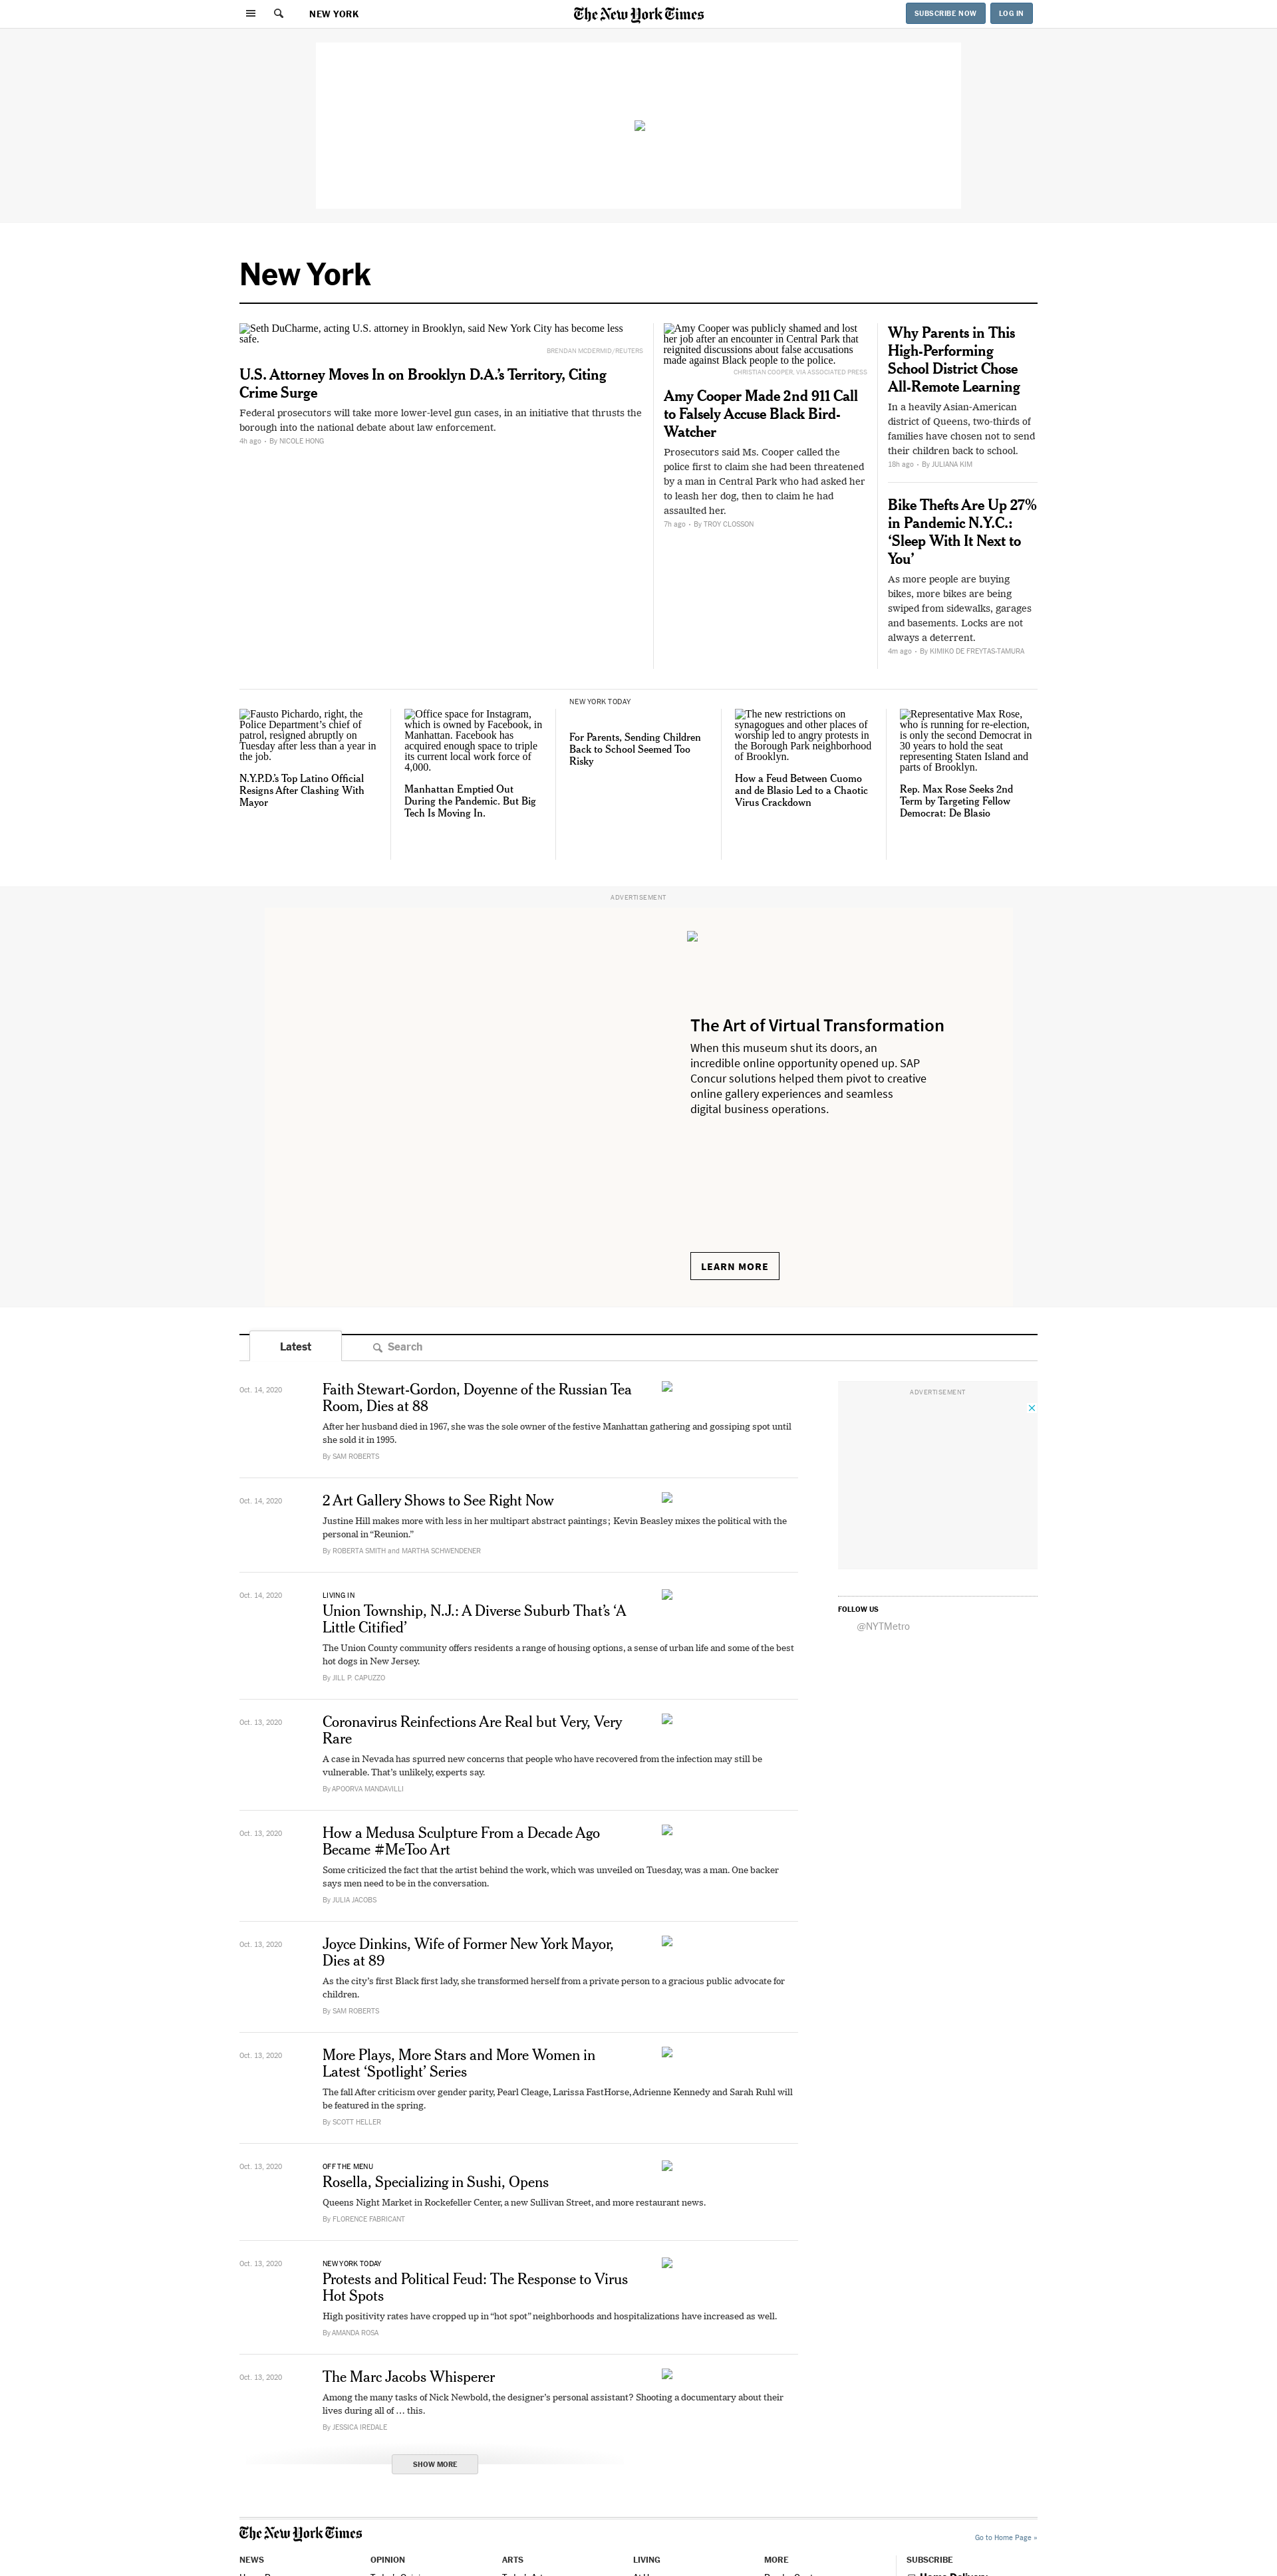 NEW YORK
The New York Times
SUBSCRIBE NOW
LOG IN
New York
Seth DuCharme, acting U.S. attorney in Brooklyn, said New York City has become less
safe.
BRENDAN MCDERMID/REUTERS
U.S. Attorney Moves In on Brooklyn D.A.’s Territory, Citing
Crime Surge
Federal prosecutors will take more lower-level gun cases, in an initiative that thrusts the
borough into the national debate about law enforcement.
4h ago • By NICOLE HONG
Amy Cooper was publicly shamed and lost
her job after an encounter in Central Park that
reignited discussions about false accusations
made against Black people to the police.
CHRISTIAN COOPER, VIA ASSOCIATED PRESS
Amy Cooper Made 2nd 911 Call
to Falsely Accuse Black Bird-
Watcher
Prosecutors said Ms. Cooper called the
police first to claim she had been threatened
by a man in Central Park who had asked her
to leash her dog, then to claim he had
assaulted her.
7h ago • By TROY CLOSSON
Why Parents in This
High-Performing
School District Chose
All-Remote Learning
In a heavily Asian-American
district of Queens, two-thirds of
families have chosen not to send
their children back to school.
18h ago • By JULIANA KIM
Bike Thefts Are Up 27%
in Pandemic N.Y.C.:
‘Sleep With It Next to
You’
As more people are buying
bikes, more bikes are being
swiped from sidewalks, garages
and basements. Locks are not
always a deterrent.
4m ago • By KIMIKO DE FREYTAS-TAMURA
Fausto Pichardo, right, the
Police Department’s chief of
patrol, resigned abruptly on
Tuesday after less than a year in
the job.
N.Y.P.D.’s Top Latino Official
Resigns After Clashing With
Mayor
Office space for Instagram,
which is owned by Facebook, in
Manhattan. Facebook has
acquired enough space to triple
its current local work force of
4,000.
Manhattan Emptied Out
During the Pandemic. But Big
Tech Is Moving In.
NEW YORK TODAY
For Parents, Sending Children
Back to School Seemed Too
Risky
The new restrictions on
synagogues and other places of
worship led to angry protests in
the Borough Park neighborhood
of Brooklyn.
How a Feud Between Cuomo
and de Blasio Led to a Chaotic
Virus Crackdown
Representative Max Rose,
who is running for re-election,
is only the second Democrat in
30 years to hold the seat
representing Staten Island and
parts of Brooklyn.
Rep. Max Rose Seeks 2nd
Term by Targeting Fellow
Democrat: De Blasio
ADVERTISEMENT
The Art of Virtual Transformation
When this museum shut its doors, an
incredible online opportunity opened up. SAP
Concur solutions helped them pivot to creative
online gallery experiences and seamless
digital business operations.
LEARN MORE
Latest
Search
Oct. 14, 2020
Faith Stewart-Gordon, Doyenne of the Russian Tea
Room, Dies at 88
After her husband died in 1967, she was the sole owner of the festive Manhattan gathering and gossiping spot until
she sold it in 1995.
By SAM ROBERTS
ADVERTISEMENT
Oct. 14, 2020
2 Art Gallery Shows to See Right Now
Justine Hill makes more with less in her multipart abstract paintings; Kevin Beasley mixes the political with the
personal in “Reunion.”
By ROBERTA SMITH and MARTHA SCHWENDENER
Oct. 14, 2020
LIVING IN
Union Township, N.J.: A Diverse Suburb That’s ‘A
Little Citified’
The Union County community offers residents a range of housing options, a sense of urban life and some of the best
hot dogs in New Jersey.
By JILL P. CAPUZZO
FOLLOW US
@NYTMetro
Oct. 13, 2020
Coronavirus Reinfections Are Real but Very, Very
Rare
A case in Nevada has spurred new concerns that people who have recovered from the infection may still be
vulnerable. That’s unlikely, experts say.
By APOORVA MANDAVILLI
Oct. 13, 2020
How a Medusa Sculpture From a Decade Ago
Became #MeToo Art
Some criticized the fact that the artist behind the work, which was unveiled on Tuesday, was a man. One backer
says men need to be in the conversation.
By JULIA JACOBS
Oct. 13, 2020
Joyce Dinkins, Wife of Former New York Mayor,
Dies at 89
As the city’s first Black first lady, she transformed herself from a private person to a gracious public advocate for
children.
By SAM ROBERTS
Oct. 13, 2020
More Plays, More Stars and More Women in
Latest ‘Spotlight’ Series
The fall After criticism over gender parity, Pearl Cleage, Larissa FastHorse, Adrienne Kennedy and Sarah Ruhl will
be featured in the spring.
By SCOTT HELLER
Oct. 13, 2020
OFF THE MENU
Rosella, Specializing in Sushi, Opens
Queens Night Market in Rockefeller Center, a new Sullivan Street, and more restaurant news.
By FLORENCE FABRICANT
Oct. 13, 2020
NEW YORK TODAY
Protests and Political Feud: The Response to Virus
Hot Spots
High positivity rates have cropped up in “hot spot” neighborhoods and hospitalizations have increased as well.
By AMANDA ROSA
Oct. 13, 2020
The Marc Jacobs Whisperer
Among the many tasks of Nick Newbold, the designer’s personal assistant? Shooting a documentary about their
lives during all of … this.
By JESSICA IREDALE
SHOW MORE
The New York Times
Go to Home Page »
NEWS
OPINION
ARTS
LIVING
MORE
SUBSCRIBE